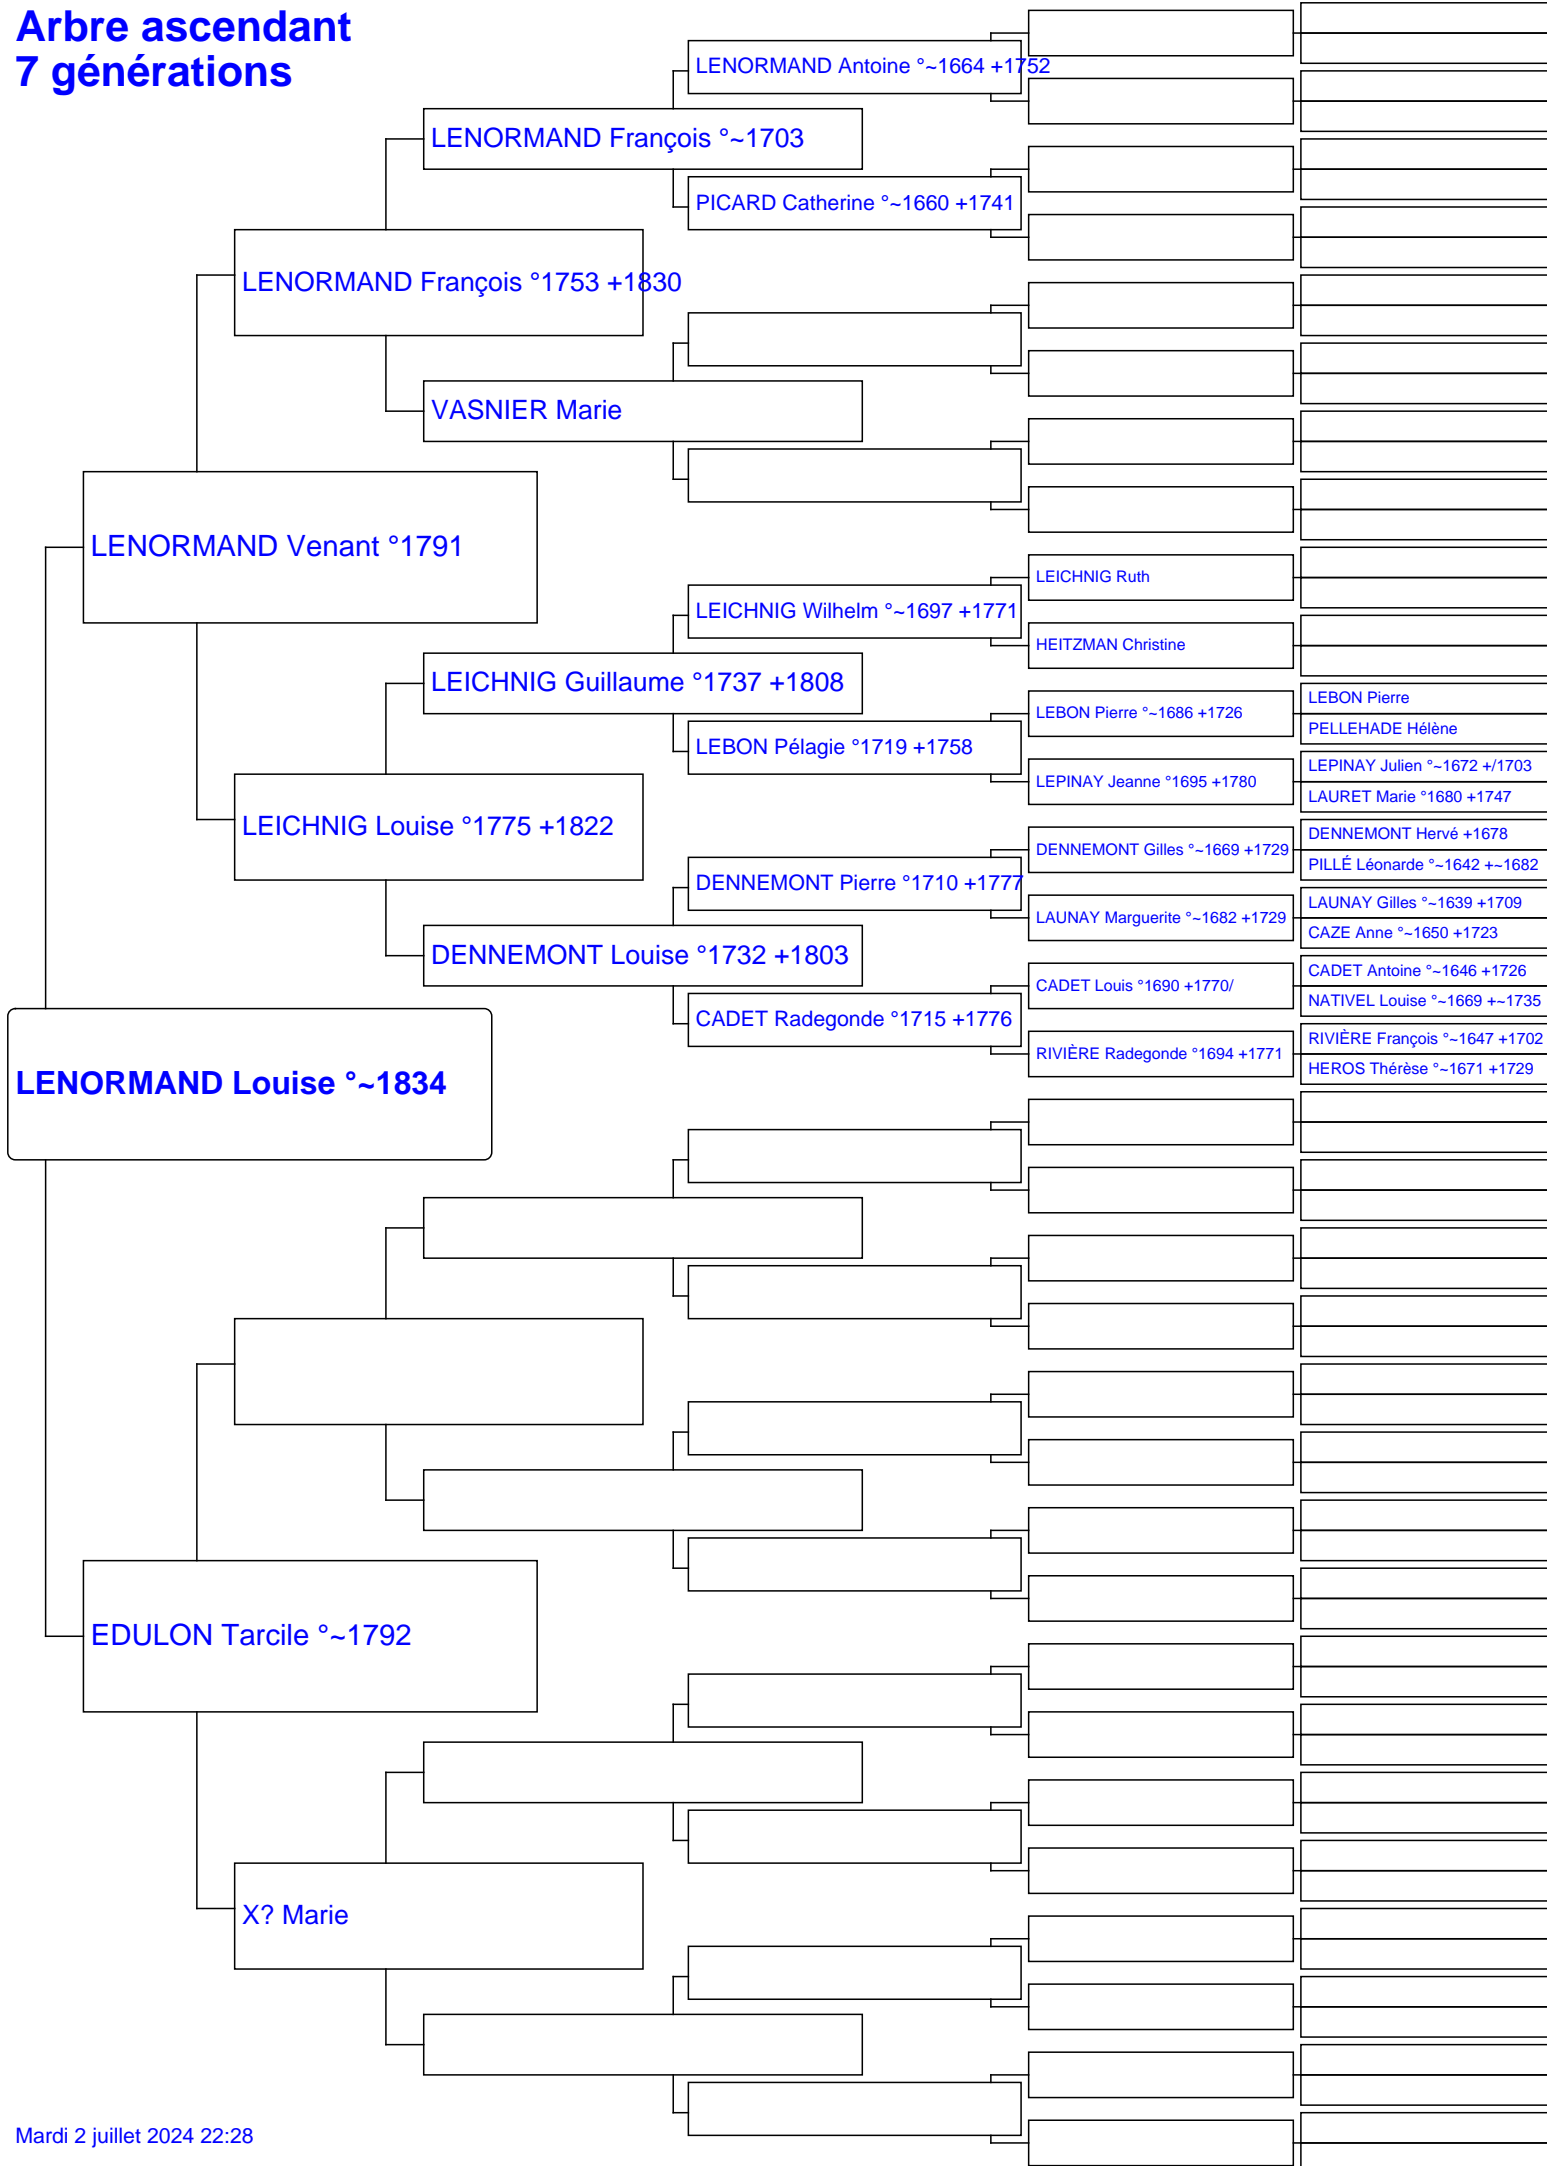 Arbre ascendant
7 générations
LENORMAND Antoine °~1664 +1752
LENORMAND François °~1703
PICARD Catherine °~1660 +1741
LENORMAND François °1753 +1830
VASNIER Marie
LENORMAND Venant °1791
LEICHNIG Ruth
LEICHNIG Wilhelm °~1697 +1771
HEITZMAN Christine
LEICHNIG Guillaume °1737 +1808
LEBON Pierre
LEBON Pierre °~1686 +1726
PELLEHADE Hélène
LEBON Pélagie °1719 +1758
LEPINAY Julien °~1672 +/1703
LEPINAY Jeanne °1695 +1780
LAURET Marie °1680 +1747
LEICHNIG Louise °1775 +1822
DENNEMONT Hervé +1678
DENNEMONT Gilles °~1669 +1729
PILLÉ Léonarde °~1642 +~1682
DENNEMONT Pierre °1710 +1777
LAUNAY Gilles °~1639 +1709
LAUNAY Marguerite °~1682 +1729
CAZE Anne °~1650 +1723
DENNEMONT Louise °1732 +1803
CADET Antoine °~1646 +1726
CADET Louis °1690 +1770/
NATIVEL Louise °~1669 +~1735
CADET Radegonde °1715 +1776
RIVIÈRE François °~1647 +1702
RIVIÈRE Radegonde °1694 +1771
HEROS Thérèse °~1671 +1729
LENORMAND Louise °~1834
EDULON Tarcile °~1792
X? Marie
Mardi 2 juillet 2024 22:28